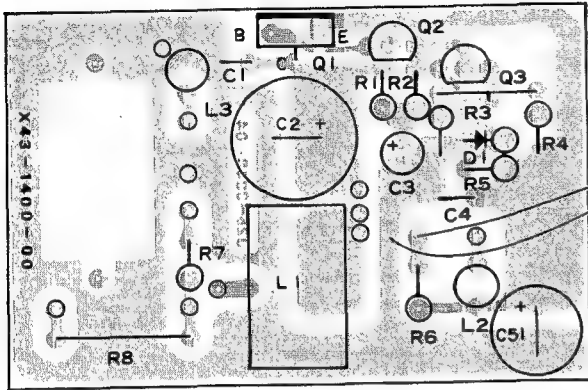 B E Q2
C1 C Q1 Q3
R1 R2
L3 R3
C2 + R4
X43-1400-00
+ D1
C3 R5
C4
R7
L1
R6 L2 + C51
R8